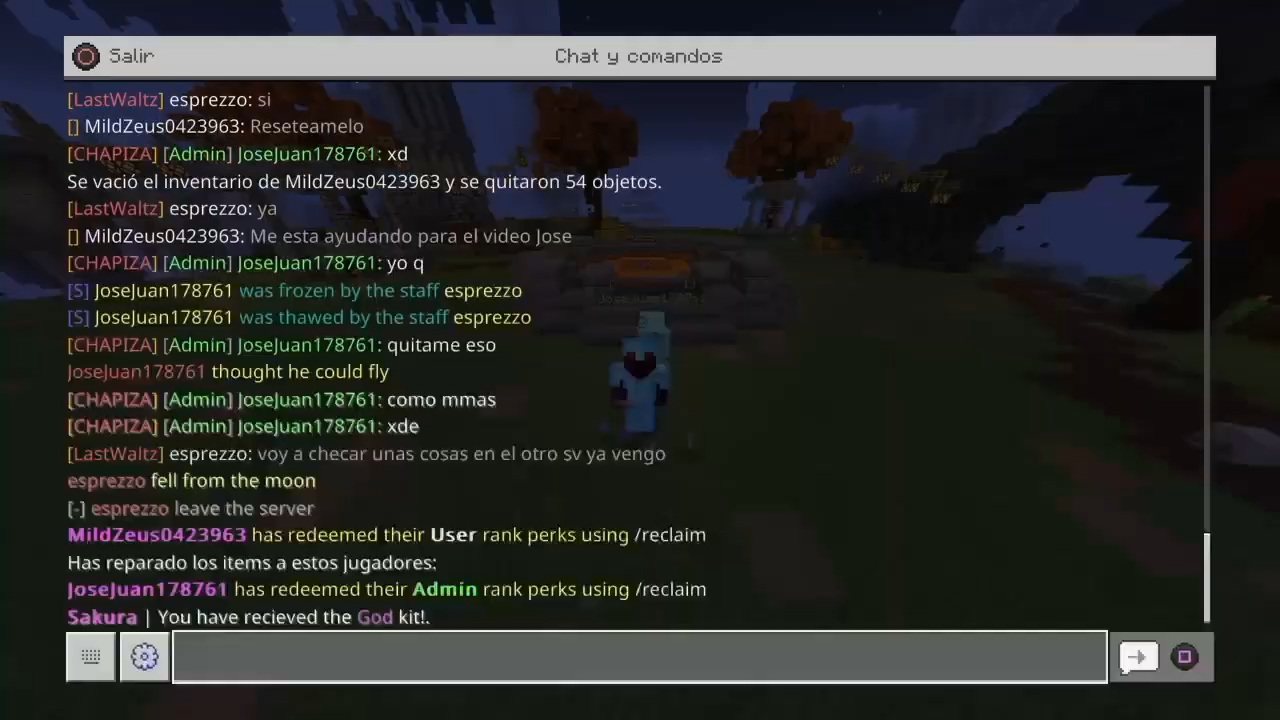 Salir
Chat y comandos
[LastWaltz] esprezzo: si
[] MildZeus0423963: Reseteamelo
[CHAPIZA] [Admin] JoseJuan178761: xd
Se vació el inventario de MildZeus0423963 y se quitaron 54 objetos.
[LastWaltz] esprezzo: ya
[] MildZeus0423963: Me esta ayudando para el video Jose
[CHAPIZA] [Admin] JoseJuan178761: yo q
[S] JoseJuan178761 was frozen by the staff esprezzo
[S] JoseJuan178761 was thawed by the staff esprezzo
[CHAPIZA] [Admin] JoseJuan178761: quitame eso
JoseJuan178761 thought he could fly
[CHAPIZA] [Admin] JoseJuan178761: como mmas
[CHAPIZA] [Admin] JoseJuan178761: xde
[LastWaltz] esprezzo: voy a checar unas cosas en el otro sv ya vengo
esprezzo fell from the moon
[-] esprezzo leave the server
MildZeus0423963 has redeemed their User rank perks using /reclaim
Has reparado los items a estos jugadores:
JoseJuan178761 has redeemed their Admin rank perks using /reclaim
Sakura | You have recieved the God kit!.